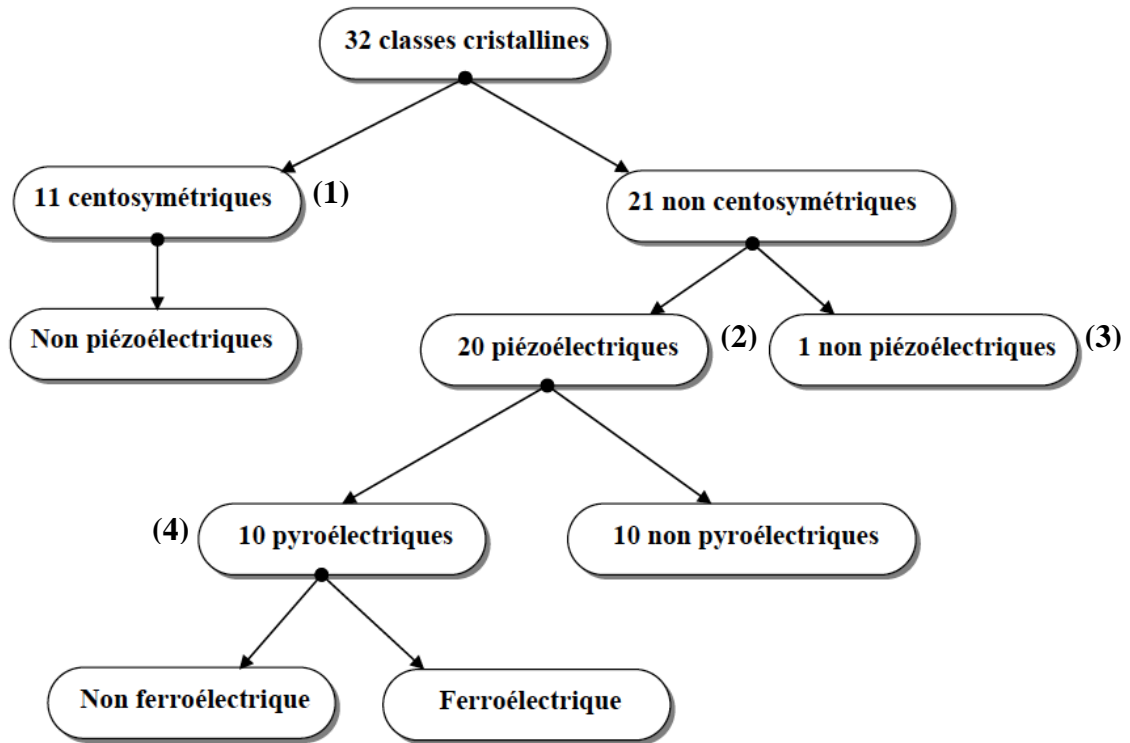 32 classes cristallines
11 centosymétriques (1)
21 non centosymétriques
Non piézoélectriques
20 piézoélectriques (2)
1 non piézoélectriques (3)
(4) 10 pyroélectriques
10 non pyroélectriques
Non ferroélectrique
Ferroélectrique